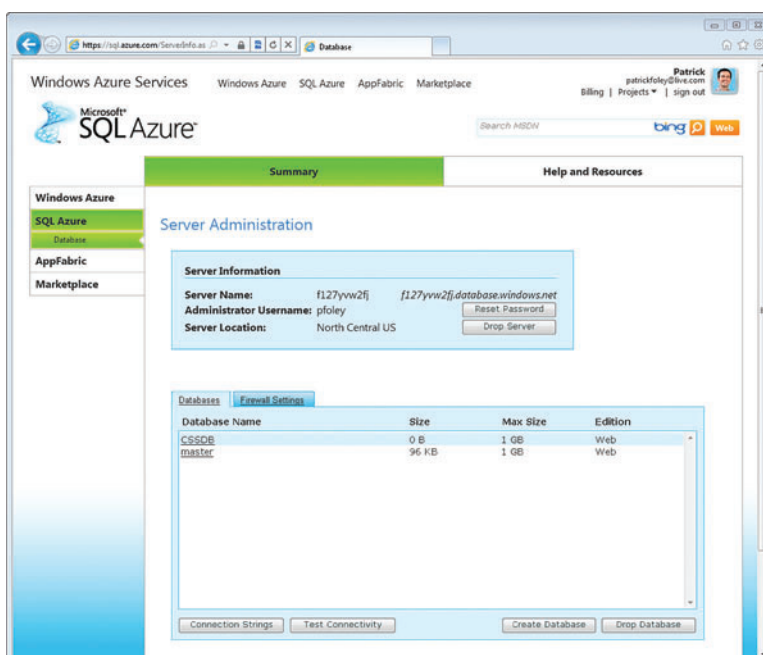 https://sql.azure.com/ServerInfo.as
Database
Patrick
Windows Azure Services Windows Azure SQL Azure AppFabric Marketplace
patrickfoley@live.com
Billing | Projects | sign out
Microsoft®
SQL Azure™
Search MSDN
bing
Web
Summary
Help and Resources
Windows Azure
SQL Azure
Database
AppFabric
Marketplace
Server Administration
Server Information
Server Name: f127yvw2fj f127yvw2fj.database.windows.net
Administrator Username: pfoley Reset Password
Server Location: North Central US Drop Server
Databases Firewall Settings
Database Name Size Max Size Edition
CSSDB 0 B 1 GB Web
master 96 KB 1 GB Web
Connection Strings Test Connectivity Create Database Drop Database